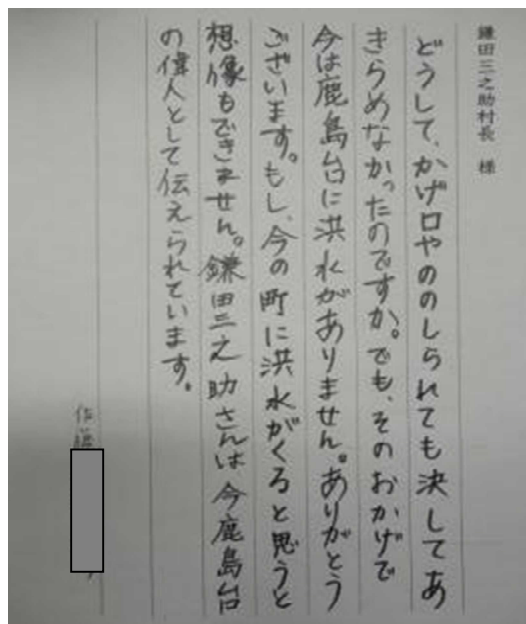 鎌田三之助村長 様
どうして、かげ口やののしられても決してあ
きらめなかったのですか。でも、そのおかげで
今は鹿島台に洪水がありません。ありがとう
ございます。もし、今の町に洪水がくると思うと
想像もできません。鎌田三之助さんは今鹿島台
の偉人として伝えられています。